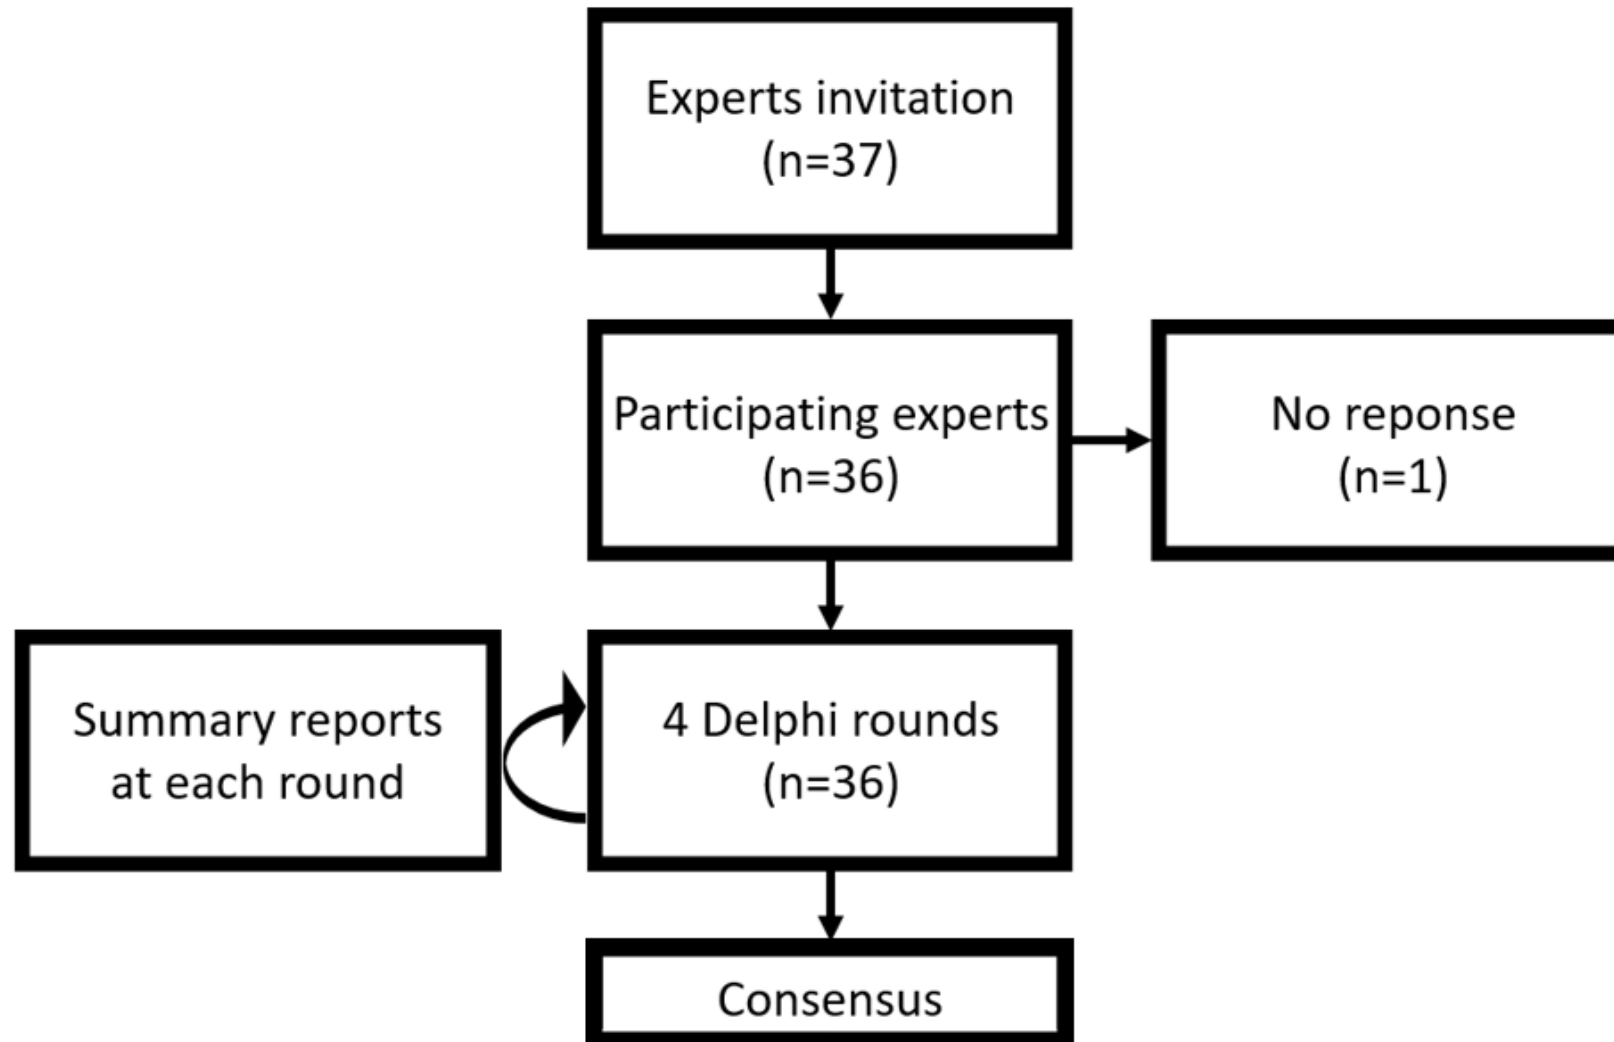 Experts invitation
(n=37)
Participating experts
(n=36)
No reponse
(n=1)
Summary reports
at each round
4 Delphi rounds
(n=36)
Consensus